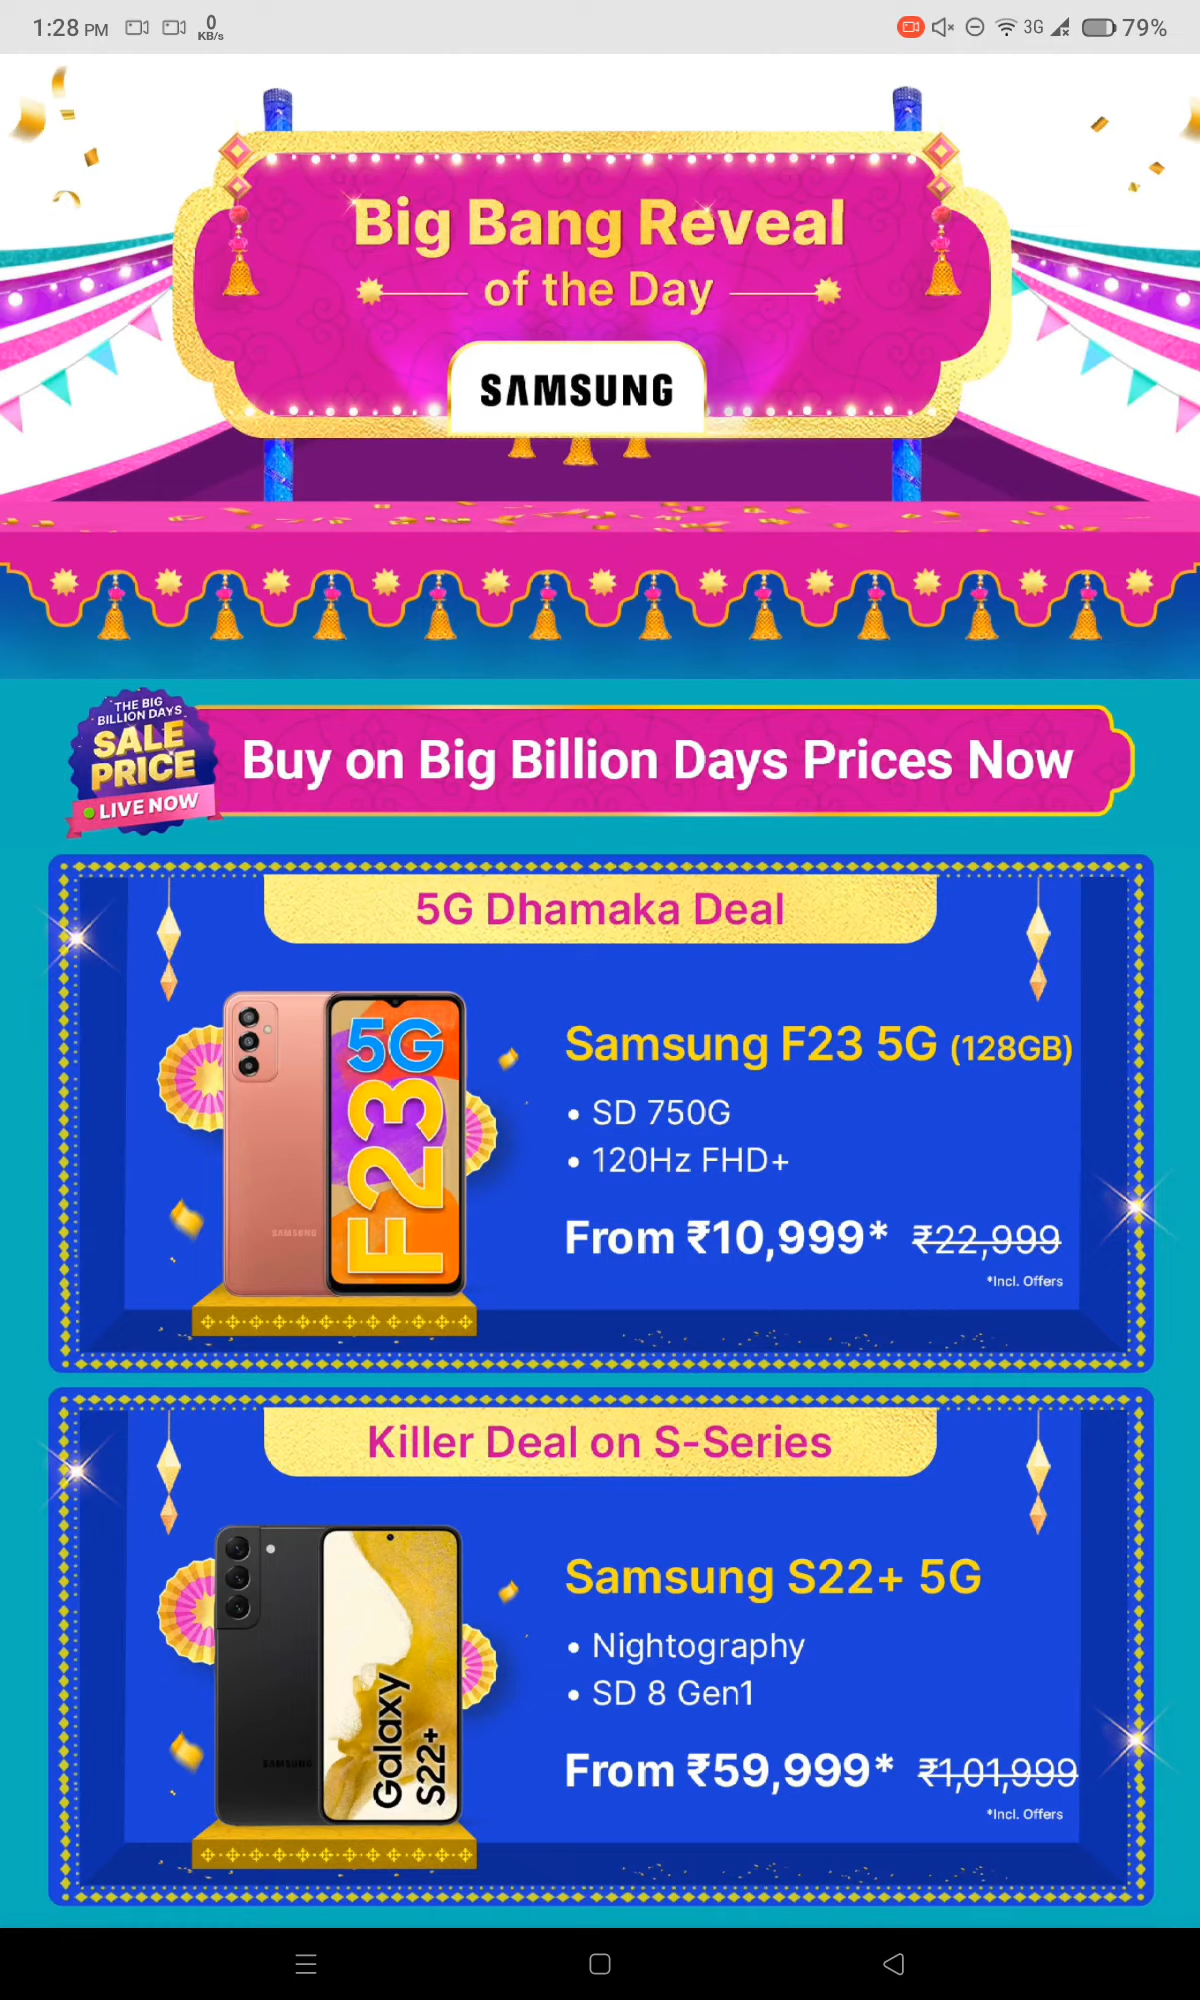 1:28 PM 0 KB/s 3G 79%
Big Bang Reveal
of the Day
SAMSUNG
THE BIG
BILLION DAYS
SALE
PRICE
LIVE NOW
Buy on Big Billion Days Prices Now
5G Dhamaka Deal
5G
F23
SAMSUNG
Samsung F23 5G (128GB)
• SD 750G
• 120Hz FHD+
From ₹10,999* ₹22,999
*Incl. Offers
Killer Deal on S-Series
SAMSUNG
Galaxy
S22+
Samsung S22+ 5G
• Nightography
• SD 8 Gen1
From ₹59,999* ₹1,01,999
*Incl. Offers